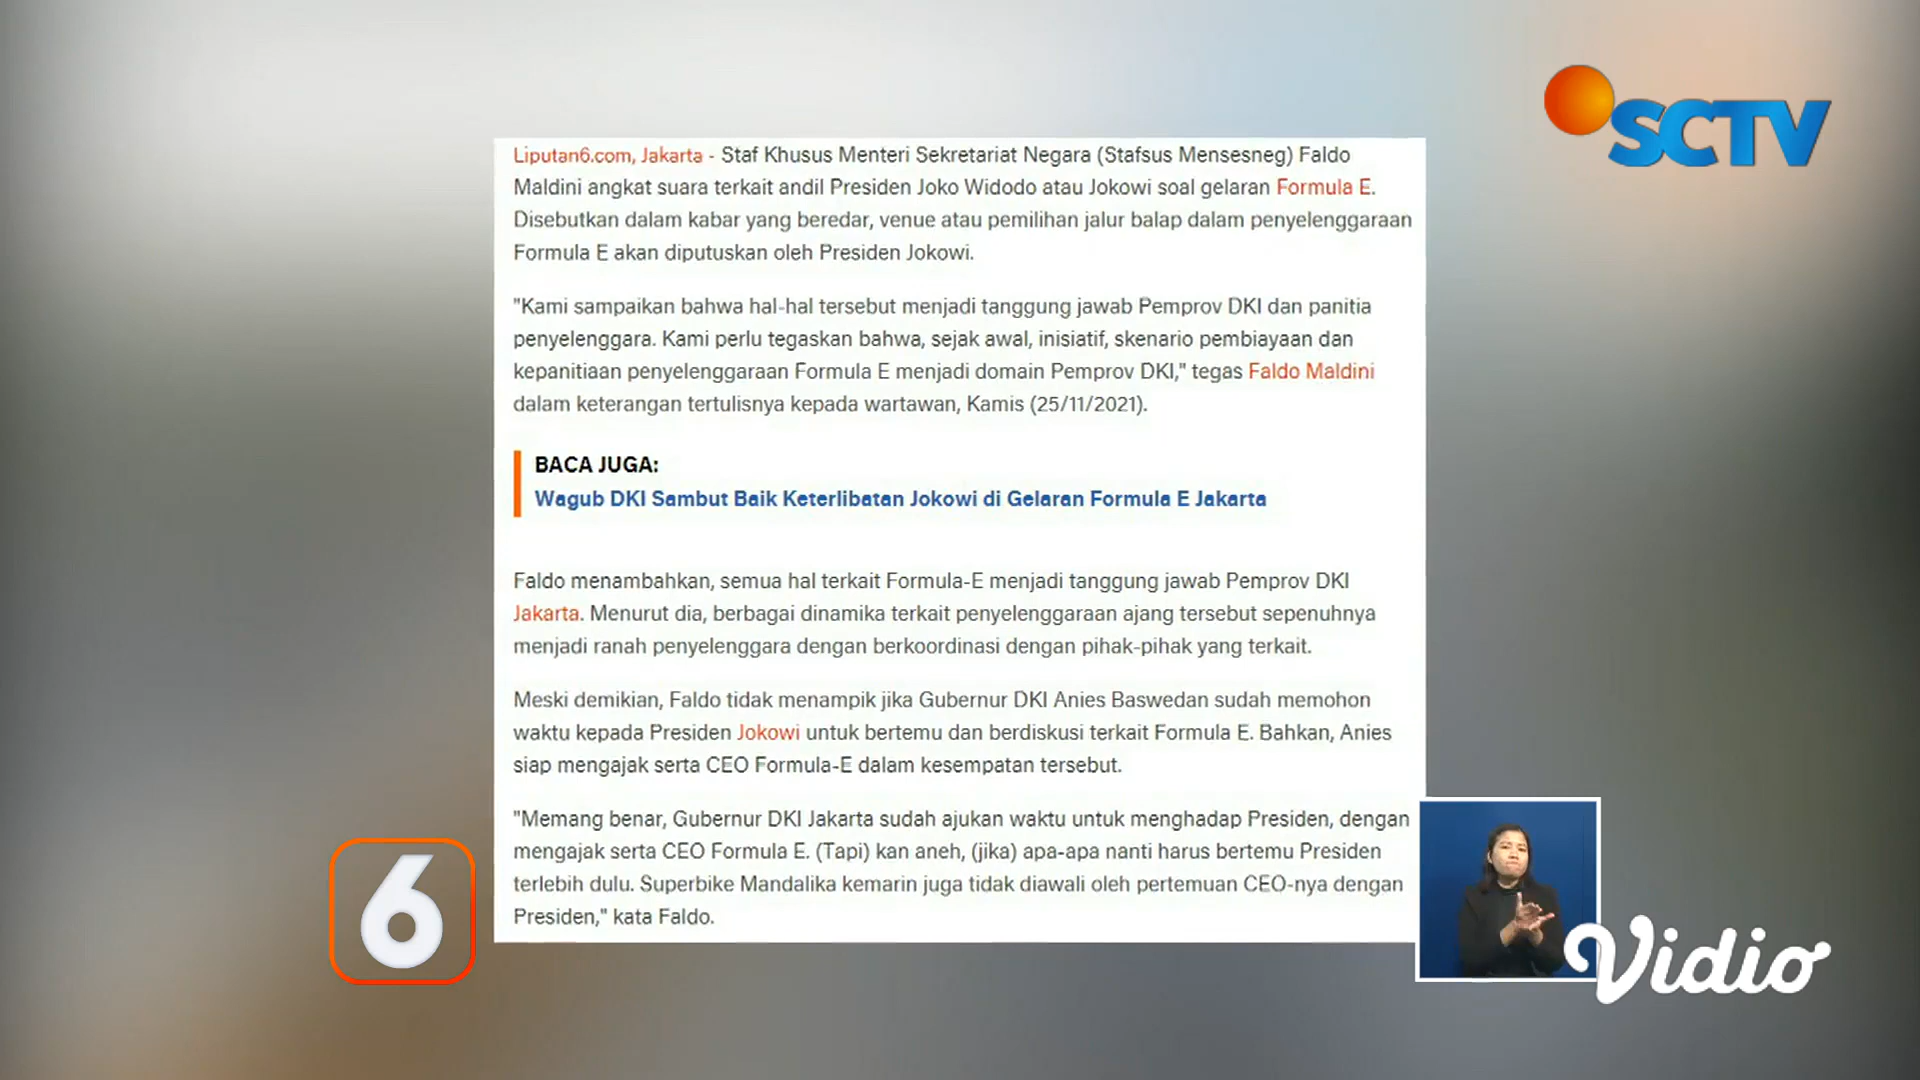 SCTV
Liputan6.com, Jakarta - Staf Khusus Menteri Sekretariat Negara (Stafsus Mensesneg) Faldo
Maldini angkat suara terkait andil Presiden Joko Widodo atau Jokowi soal gelaran Formula E.
Disebutkan dalam kabar yang beredar, venue atau pemilihan jalur balap dalam penyelenggaraan
Formula E akan diputuskan oleh Presiden Jokowi.
"Kami sampaikan bahwa hal-hal tersebut menjadi tanggung jawab Pemprov DKI dan panitia
penyelenggara. Kami perlu tegaskan bahwa, sejak awal, inisiatif, skenario pembiayaan dan
kepanitiaan penyelenggaraan Formula E menjadi domain Pemprov DKI," tegas Faldo Maldini
dalam keterangan tertulisnya kepada wartawan, Kamis (25/11/2021).
BACA JUGA:
Wagub DKI Sambut Baik Keterlibatan Jokowi di Gelaran Formula E Jakarta
Faldo menambahkan, semua hal terkait Formula-E menjadi tanggung jawab Pemprov DKI
Jakarta. Menurut dia, berbagai dinamika terkait penyelenggaraan ajang tersebut sepenuhnya
menjadi ranah penyelenggara dengan berkoordinasi dengan pihak-pihak yang terkait.
Meski demikian, Faldo tidak menampik jika Gubernur DKI Anies Baswedan sudah memohon
waktu kepada Presiden Jokowi untuk bertemu dan berdiskusi terkait Formula E. Bahkan, Anies
siap mengajak serta CEO Formula-E dalam kesempatan tersebut.
"Memang benar, Gubernur DKI Jakarta sudah ajukan waktu untuk menghadap Presiden, dengan
mengajak serta CEO Formula E. (Tapi) kan aneh, (jika) apa-apa nanti harus bertemu Presiden
terlebih dulu. Superbike Mandalika kemarin juga tidak diawali oleh pertemuan CEO-nya dengan
Presiden," kata Faldo.
6
Vidio